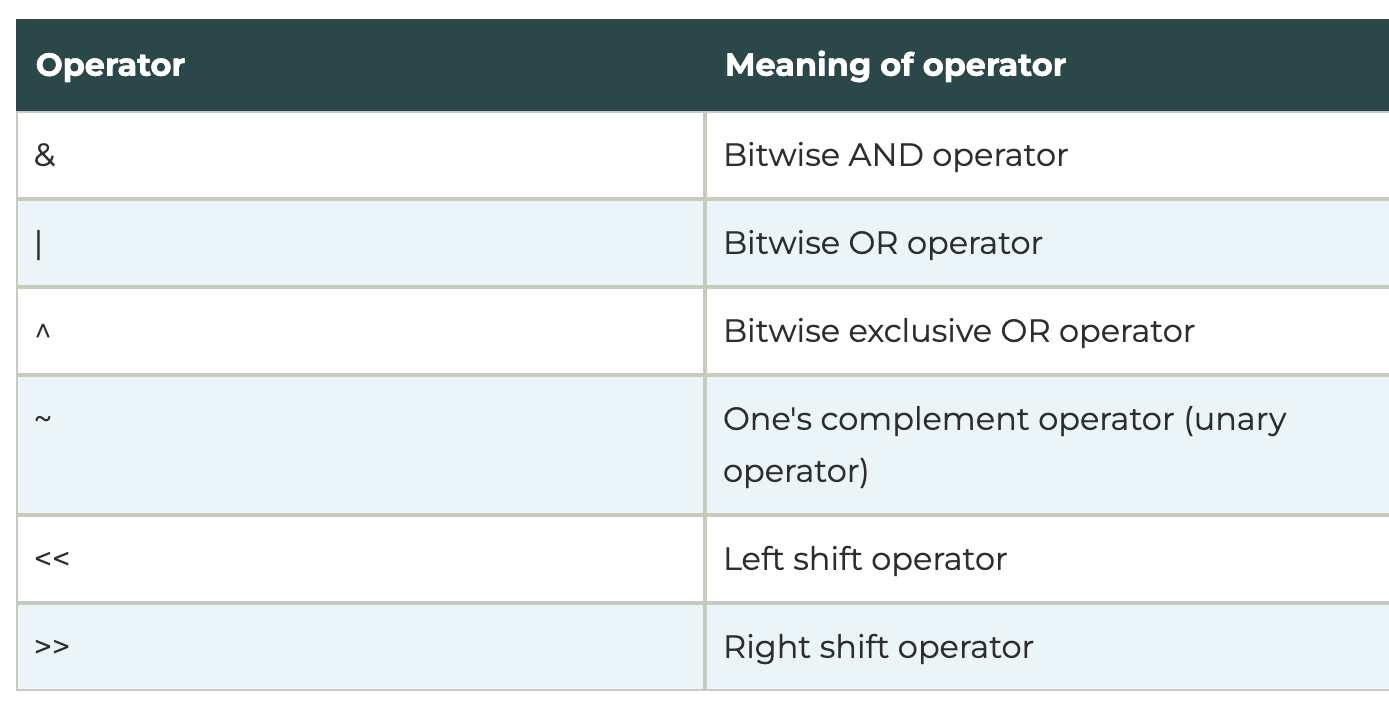 Operator Meaning of operator
& Bitwise AND operator
| Bitwise OR operator
^ Bitwise exclusive OR operator
~ One's complement operator (unary
operator)
<< Left shift operator
>> Right shift operator